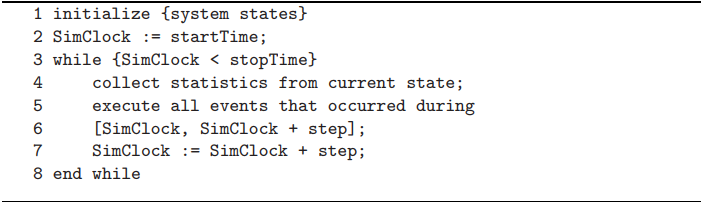 1 initialize {system states}
2 SimClock := startTime;
3 while {SimClock < stopTime}
4 collect statistics from current state;
5 execute all events that occurred during
6 [SimClock, SimClock + step];
7 SimClock := SimClock + step;
8 end while